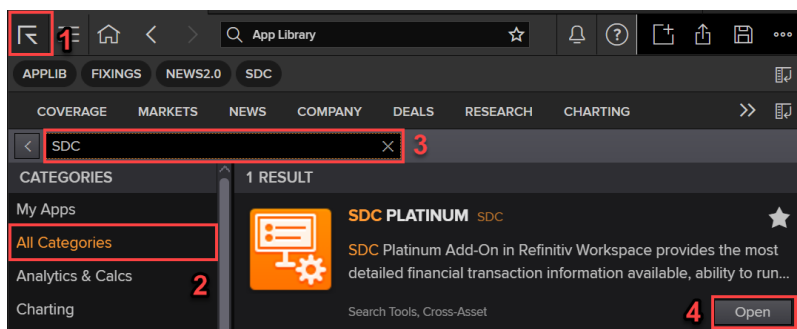 1
App Library
APPLIB FIXINGS NEWS2.0 SDC
COVERAGE MARKETS NEWS COMPANY DEALS RESEARCH CHARTING
SDC 3
CATEGORIES
My Apps
All Categories
2
Analytics & Calcs
Charting
1 RESULT
SDC PLATINUM SDC
SDC Platinum Add-On in Refinitiv Workspace provides the most
detailed financial transaction information available, ability to run...
Search Tools, Cross-Asset
4 Open